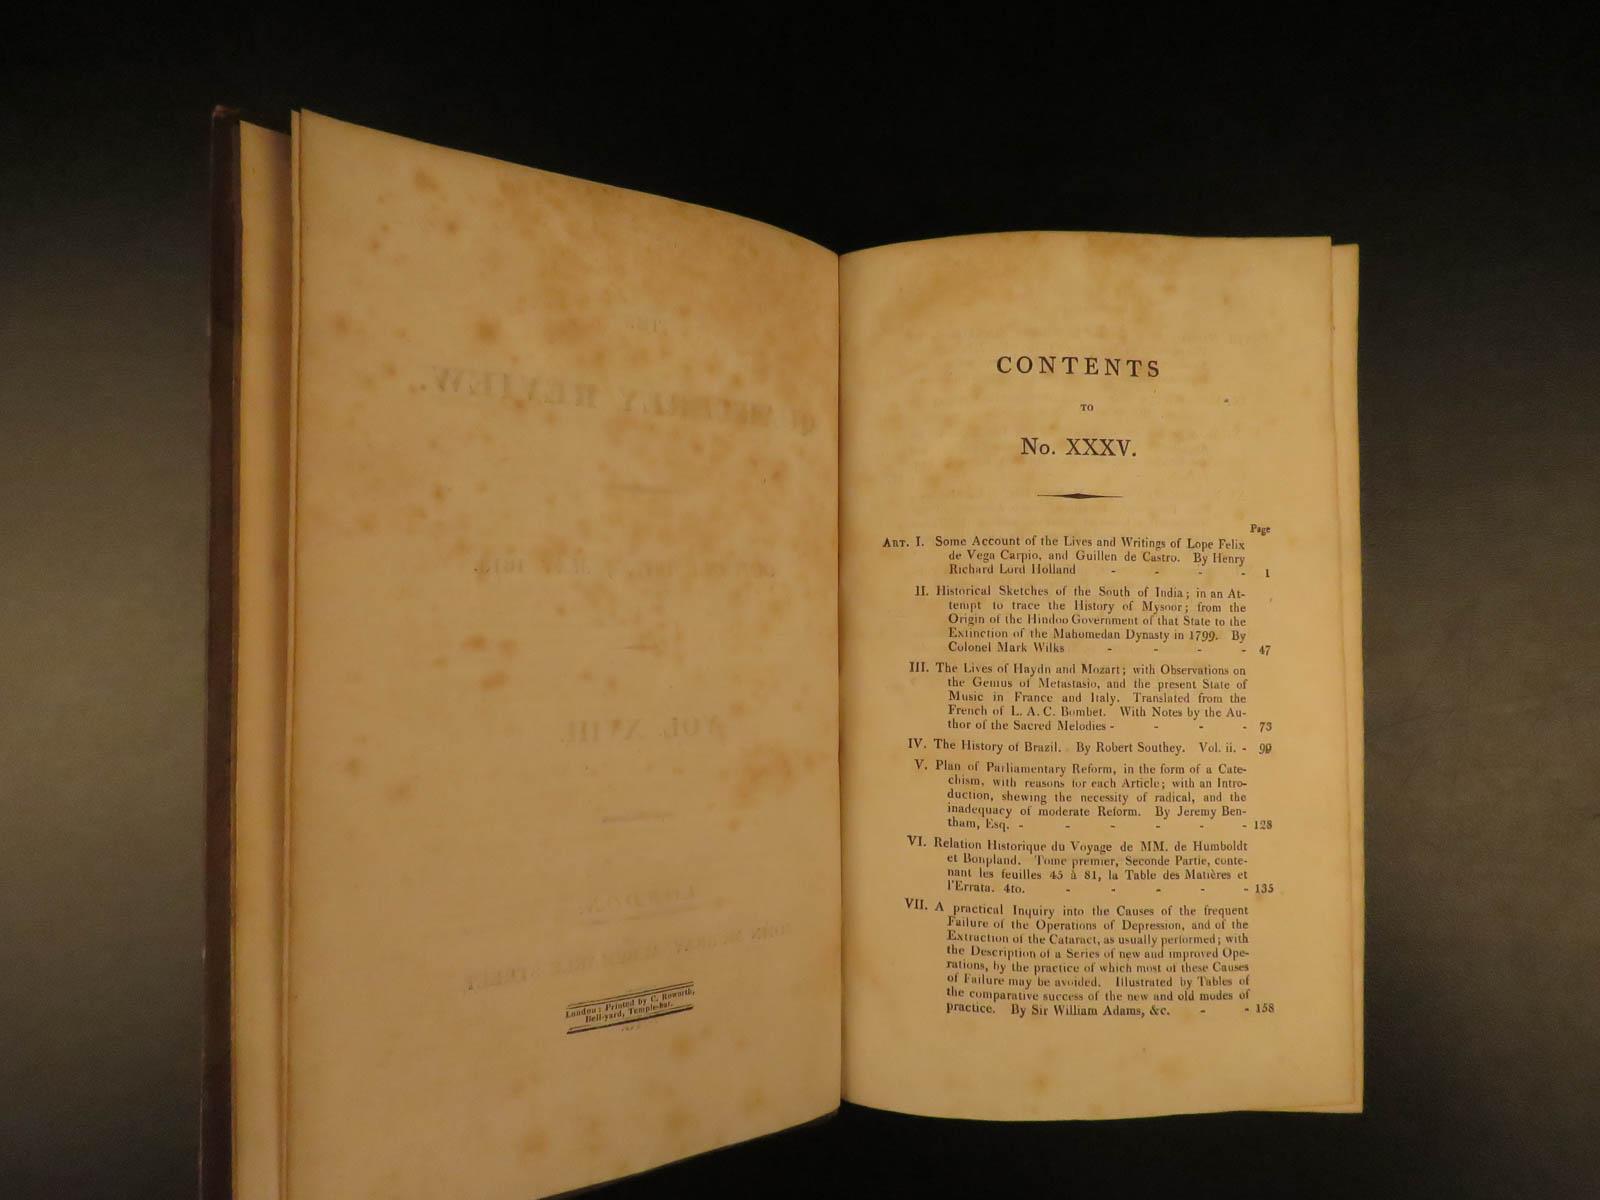 London: Printed by C. Roworth,
Bell-yard, Temple-bar.
CONTENTS
TO
No. XXXV.
Page
ART. I. Some Account of the Lives and Writings of Lope Felix
de Vega Carpio, and Guillen de Castro. By Henry
Richard Lord Holland - - - - 1
II. Historical Sketches of the South of India; in an At-
tempt to trace the History of Mysoor; from the
Origin of the Hindoo Government of that State to the
Extinction of the Mahomedan Dynasty in 1799. By
Colonel Mark Wilks - - - - 47
III. The Lives of Haydn and Mozart; with Observations on
the Genius of Metastasio, and the present State of
Music in France and Italy. Translated from the
French of L. A. C. Bombet. With Notes by the Au-
thor of the Sacred Melodies - - - - 73
IV. The History of Brazil. By Robert Southey. Vol. ii. - 99
V. Plan of Parliamentary Reform, in the form of a Cate-
chism, with reasons for each Article; with an Intro-
duction, shewing the necessity of radical, and the
inadequacy of moderate Reform. By Jeremy Ben-
tham, Esq. - - - - - - 128
VI. Relation Historique du Voyage de MM. de Humboldt
et Bonpland. Tome premier, Seconde Partie, conte-
nant les feuilles 45 à 81, la Table des Matières et
l'Errata. 4to. - - - - - 135
VII. A practical Inquiry into the Causes of the frequent
Failure of the Operations of Depression, and of the
Extraction of the Cataract, as usually performed; with
the Description of a Series of new and improved Ope-
rations, by the practice of which most of these Causes
of Failure may be avoided. Illustrated by Tables of
the comparative success of the new and old modes of
practice. By Sir William Adams, &c. - - 158